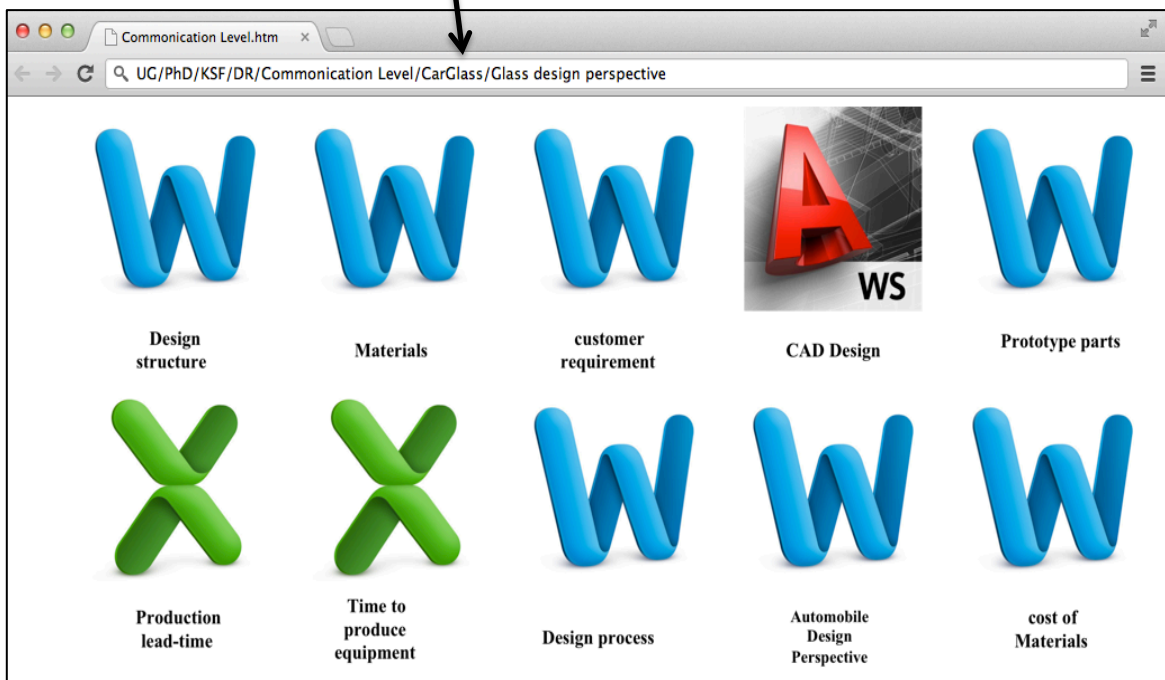 Commonication Level.htm
UG/PhD/KSF/DR/Commonication Level/CarGlass/Glass design perspective
WS
Design
structure
Materials
customer
requirement
CAD Design
Prototype parts
Production
lead-time
Time to
produce
equipment
Design process
Automobile
Design
Perspective
cost of
Materials